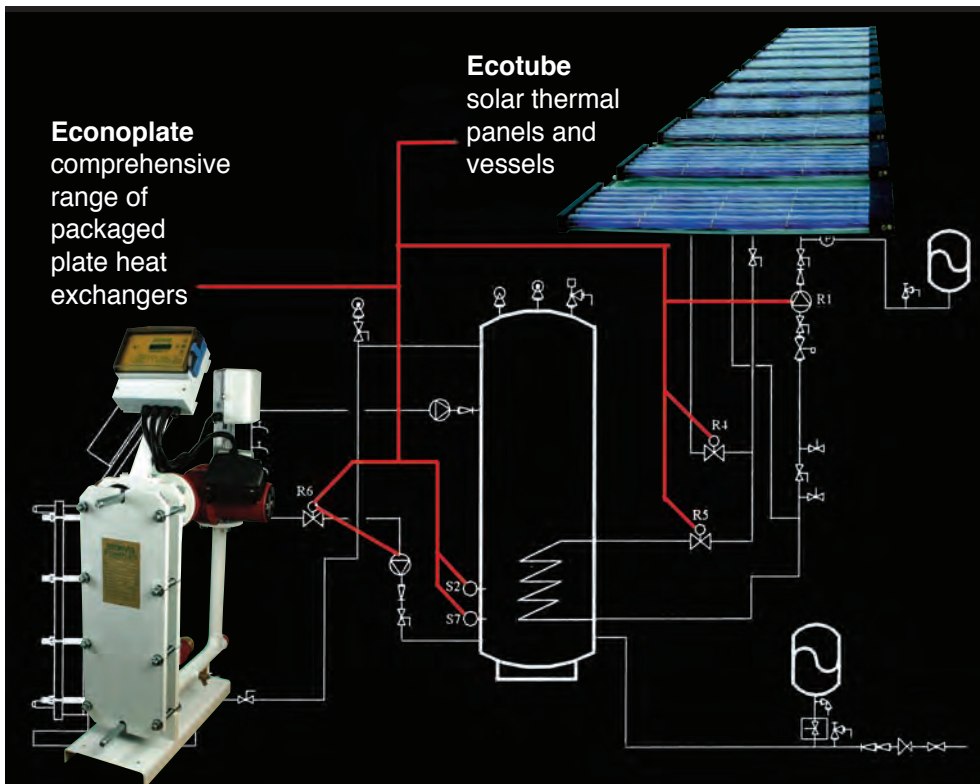 Ecotube
solar thermal
panels and
vessels
Econoplate
comprehensive
range of
packaged
plate heat
exchangers
P
R1
R4
R6
R5
S2
S7